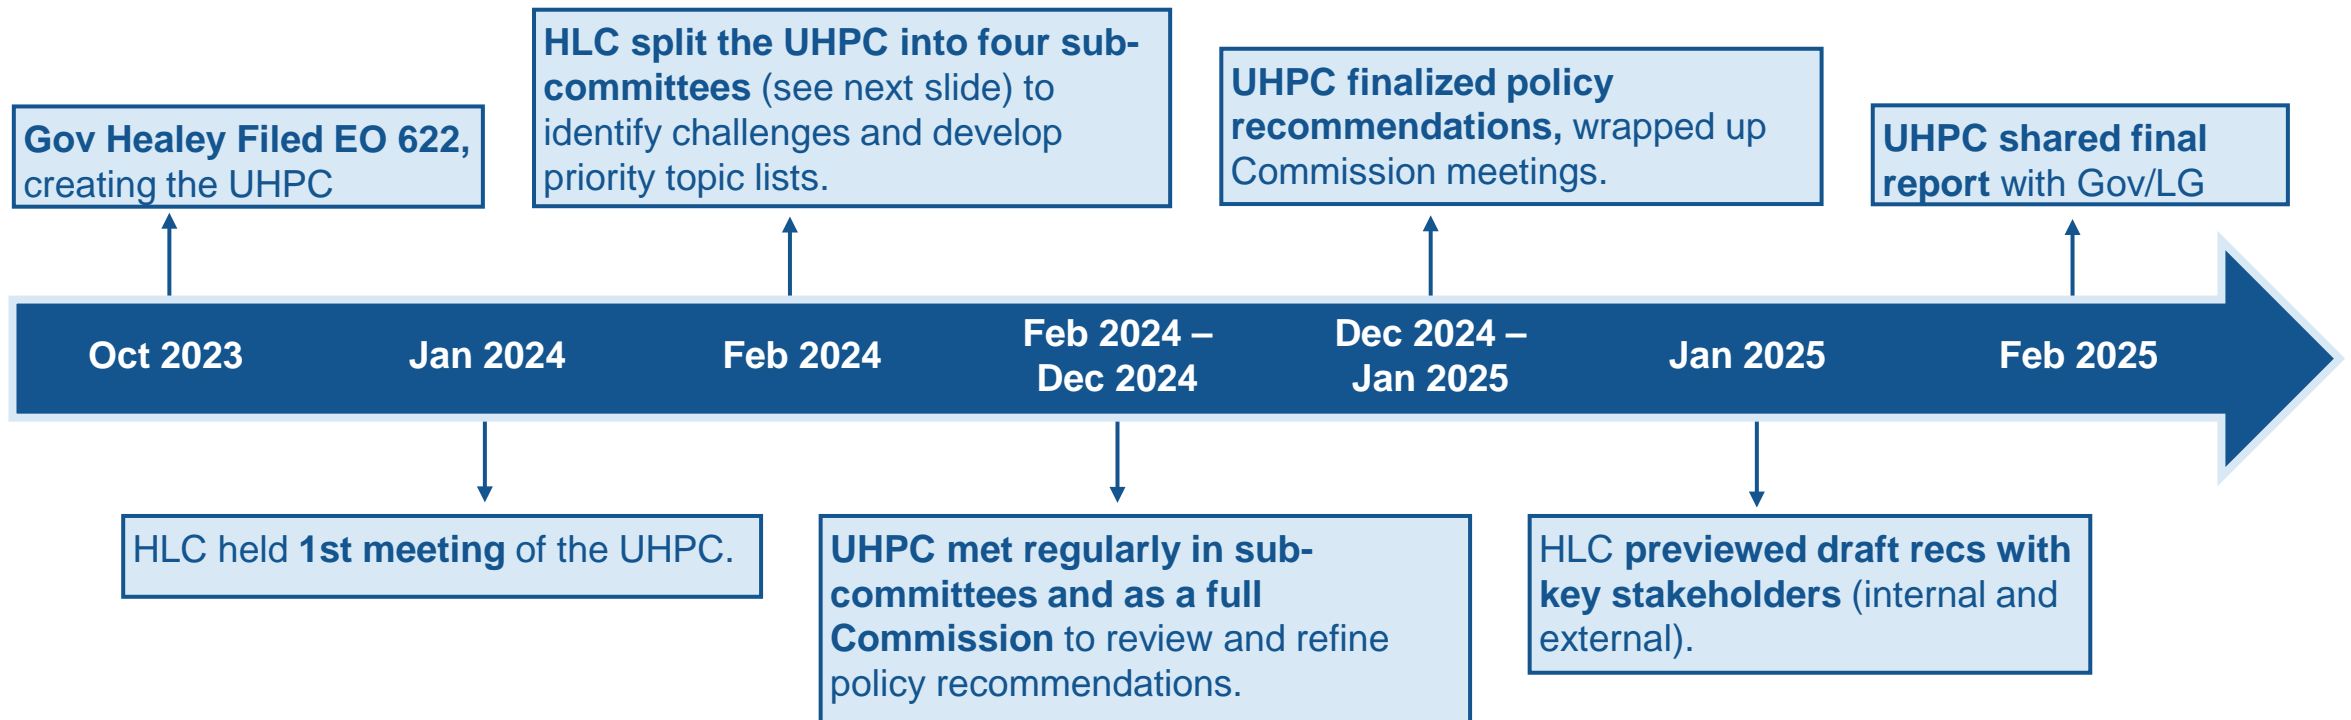 Gov Healey Filed EO 622,
creating the UHPC
HLC split the UHPC into four sub-
committees (see next slide) to
identify challenges and develop
priority topic lists.
UHPC finalized policy
recommendations, wrapped up
Commission meetings.
UHPC shared final
report with Gov/LG
Oct 2023
Jan 2024
Feb 2024
Feb 2024 –
Dec 2024
Dec 2024 –
Jan 2025
Jan 2025
Feb 2025
HLC held 1st meeting of the UHPC.
UHPC met regularly in sub-
committees and as a full
Commission to review and refine
policy recommendations.
HLC previewed draft recs with
key stakeholders (internal and
external).